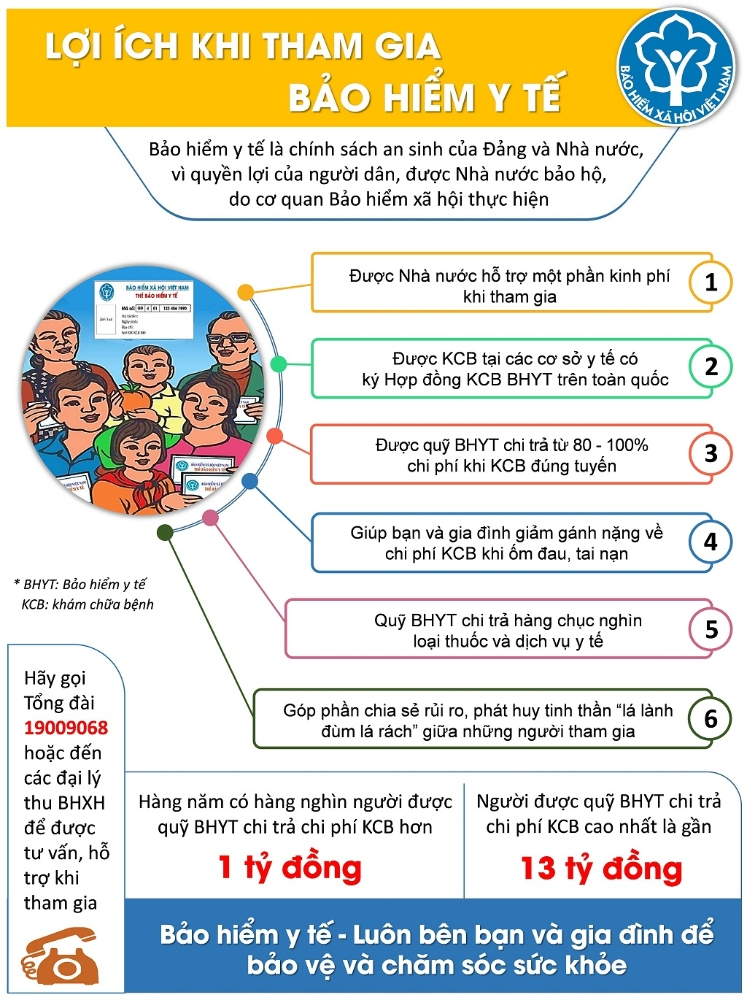 LỢI ÍCH KHI THAM GIA
BẢO HIỂM Y TẾ
BẢO HIỂM XÃ HỘI VIỆT NAM
Bảo hiểm y tế là chính sách an sinh của Đảng và Nhà nước,
vì quyền lợi của người dân, được Nhà nước bảo hộ,
do cơ quan Bảo hiểm xã hội thực hiện
BẢO HIỂM XÃ HỘI VIỆT NAM
THẺ BẢO HIỂM Y TẾ
Mã số:
Được Nhà nước hỗ trợ một phần kinh phí
khi tham gia
1
Được KCB tại các cơ sở y tế có
ký Hợp đồng KCB BHYT trên toàn quốc
2
Được quỹ BHYT chi trả từ 80 - 100%
chi phí khi KCB đúng tuyến
3
Giúp bạn và gia đình giảm gánh nặng về
chi phí KCB khi ốm đau, tai nạn
4
Quỹ BHYT chi trả hàng chục nghìn
loại thuốc và dịch vụ y tế
5
Góp phần chia sẻ rủi ro, phát huy tinh thần “lá lành
đùm lá rách” giữa những người tham gia
6
* BHYT: Bảo hiểm y tế
KCB: khám chữa bệnh
Hãy gọi
Tổng đài
19009068
hoặc đến
các đại lý
thu BHXH
để được
tư vấn, hỗ
trợ khi
tham gia
Hàng năm có hàng nghìn người được
quỹ BHYT chi trả chi phí KCB hơn
1 tỷ đồng
Người được quỹ BHYT chi trả
chi phí KCB cao nhất là gần
13 tỷ đồng
Bảo hiểm y tế - Luôn bên bạn và gia đình để
bảo vệ và chăm sóc sức khỏe